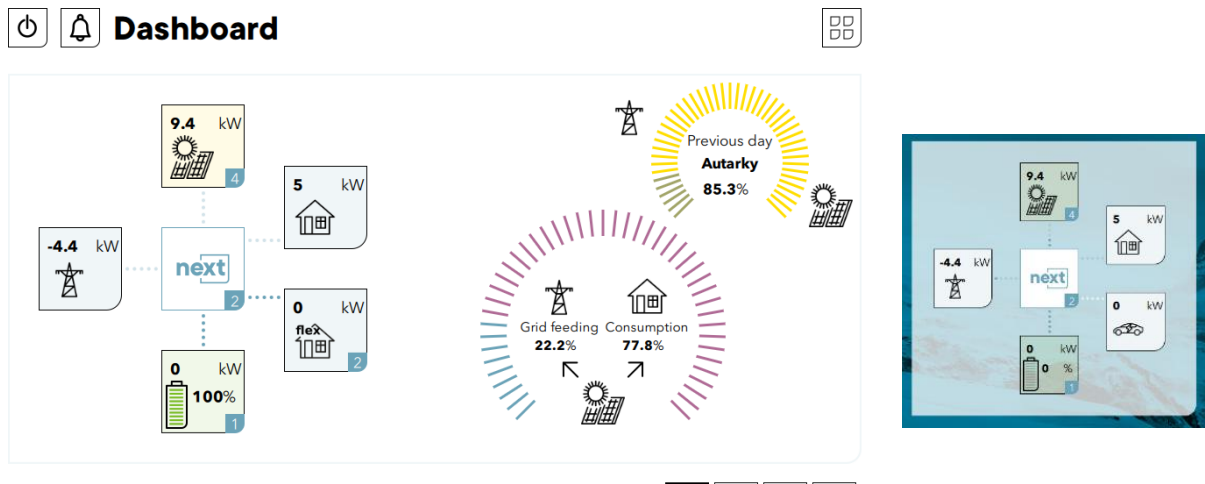 Dashboard
9.4 kW
4
5 kW
-4.4 kW
next
2
0 kW
flex
2
0 kW
100%
1
Previous day
Autarky
85.3%
Grid feeding Consumption
22.2% 77.8%
9.4 kW
4
5 kW
-4.4 kW
next
2
0 kW
0 kW
0 %
1